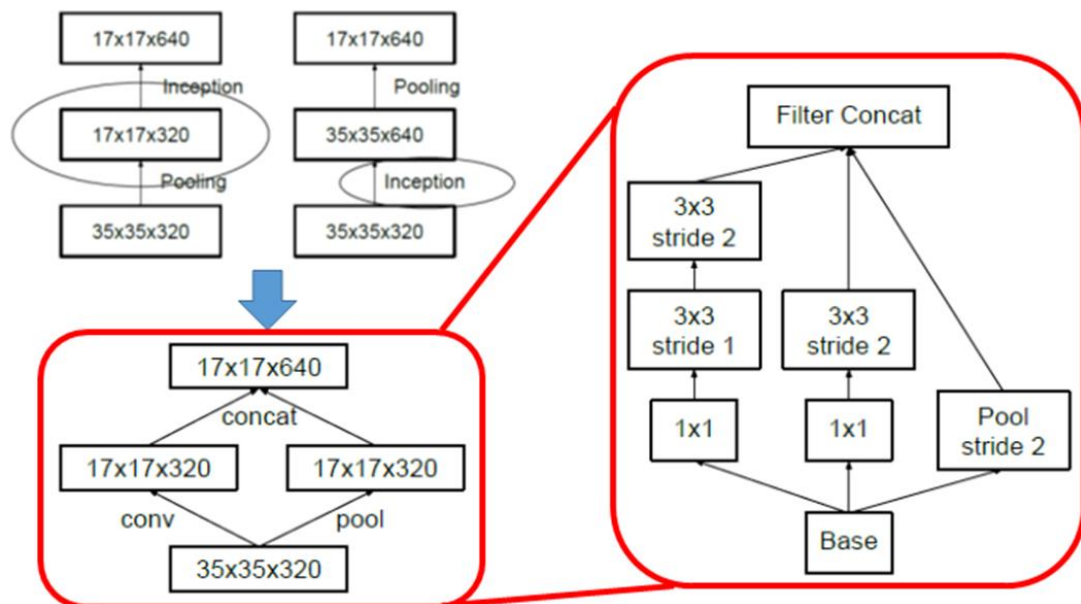 17x17x640
Inception
17x17x320
Pooling
35x35x320
17x17x640
Pooling
35x35x640
Inception
35x35x320
17x17x640
concat
17x17x320
17x17x320
conv
pool
35x35x320
Filter Concat
3x3
stride 2
3x3
stride 1
3x3
stride 2
1x1
1x1
Pool
stride 2
Base